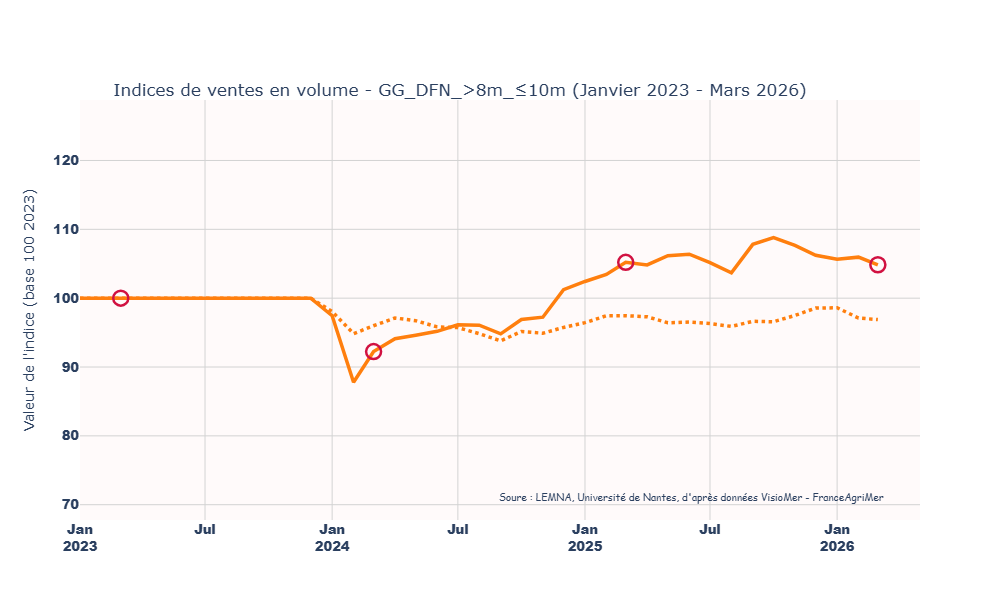 Indices de ventes en volume - GG_DFN_>8m_≤10m (Janvier 2023 - Mars 2026)
Valeur de l'indice (base 100 2023)
120
110
100
90
80
70
Soure : LEMNA, Université de Nantes, d'après données VisioMer - FranceAgriMer
Jan Jul Jan Jul Jan Jul Jan
2023 2024 2025 2026